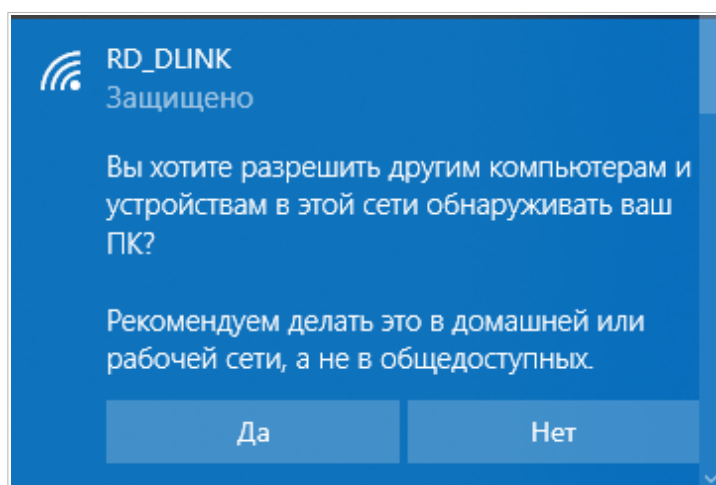 RD_DLINK
Защищено
Вы хотите разрешить другим компьютерам и
устройствам в этой сети обнаруживать ваш
ПК?
Рекомендуем делать это в домашней или
рабочей сети, а не в общедоступных.
Да
Нет